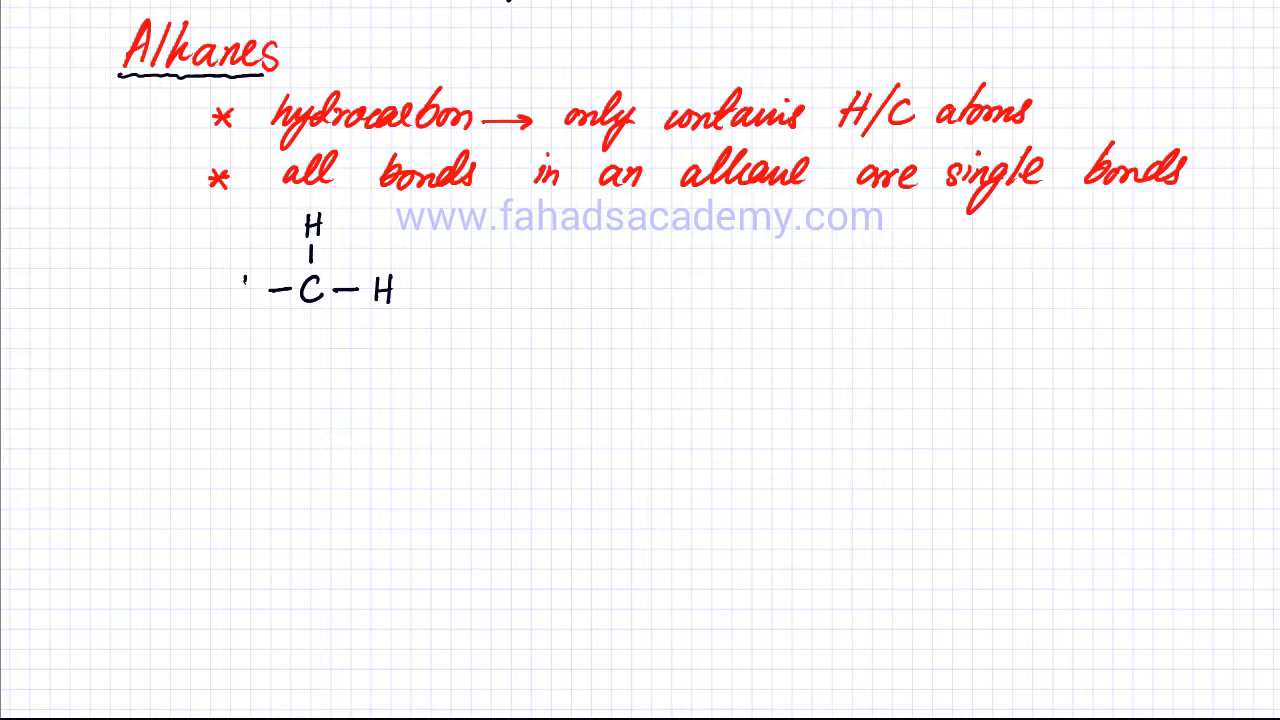 Alkanes
* hydrocarbon → only contains H/C atoms
* all bonds in an alkane are single bonds
www.fahadsacademy.com
H
|
– C – H